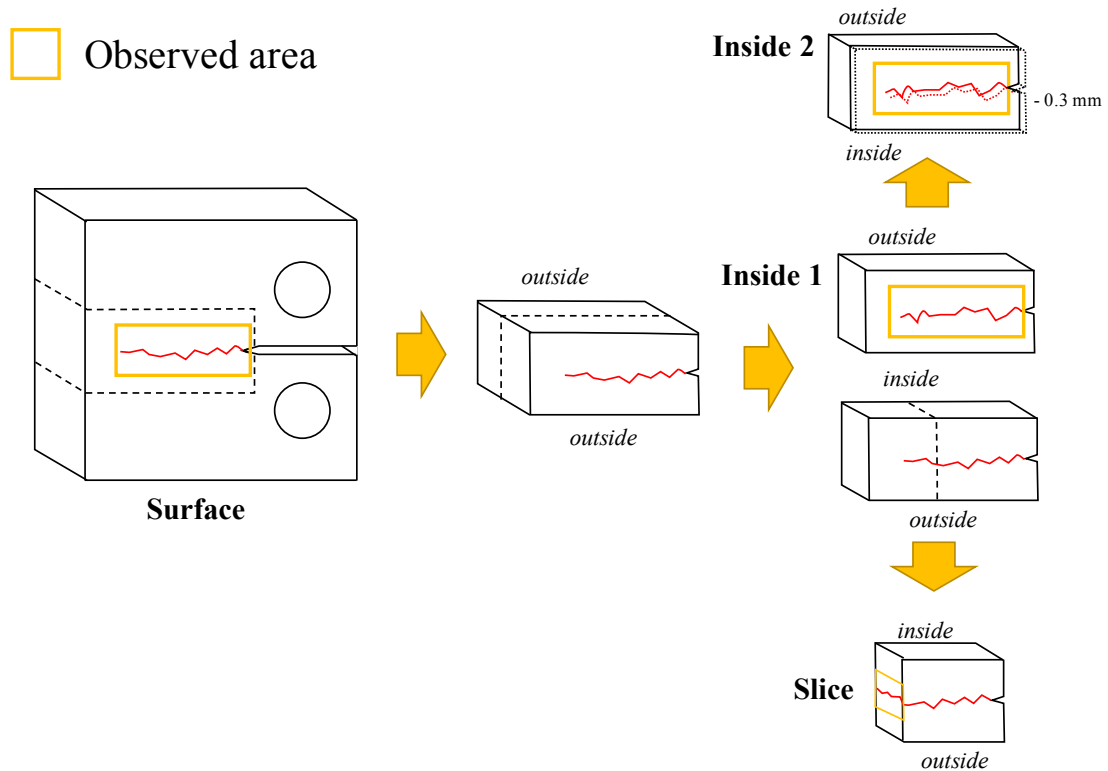 Observed area
Surface
outside
outside
outside
Inside 2
- 0.3 mm
inside
outside
Inside 1
inside
outside
inside
Slice
outside